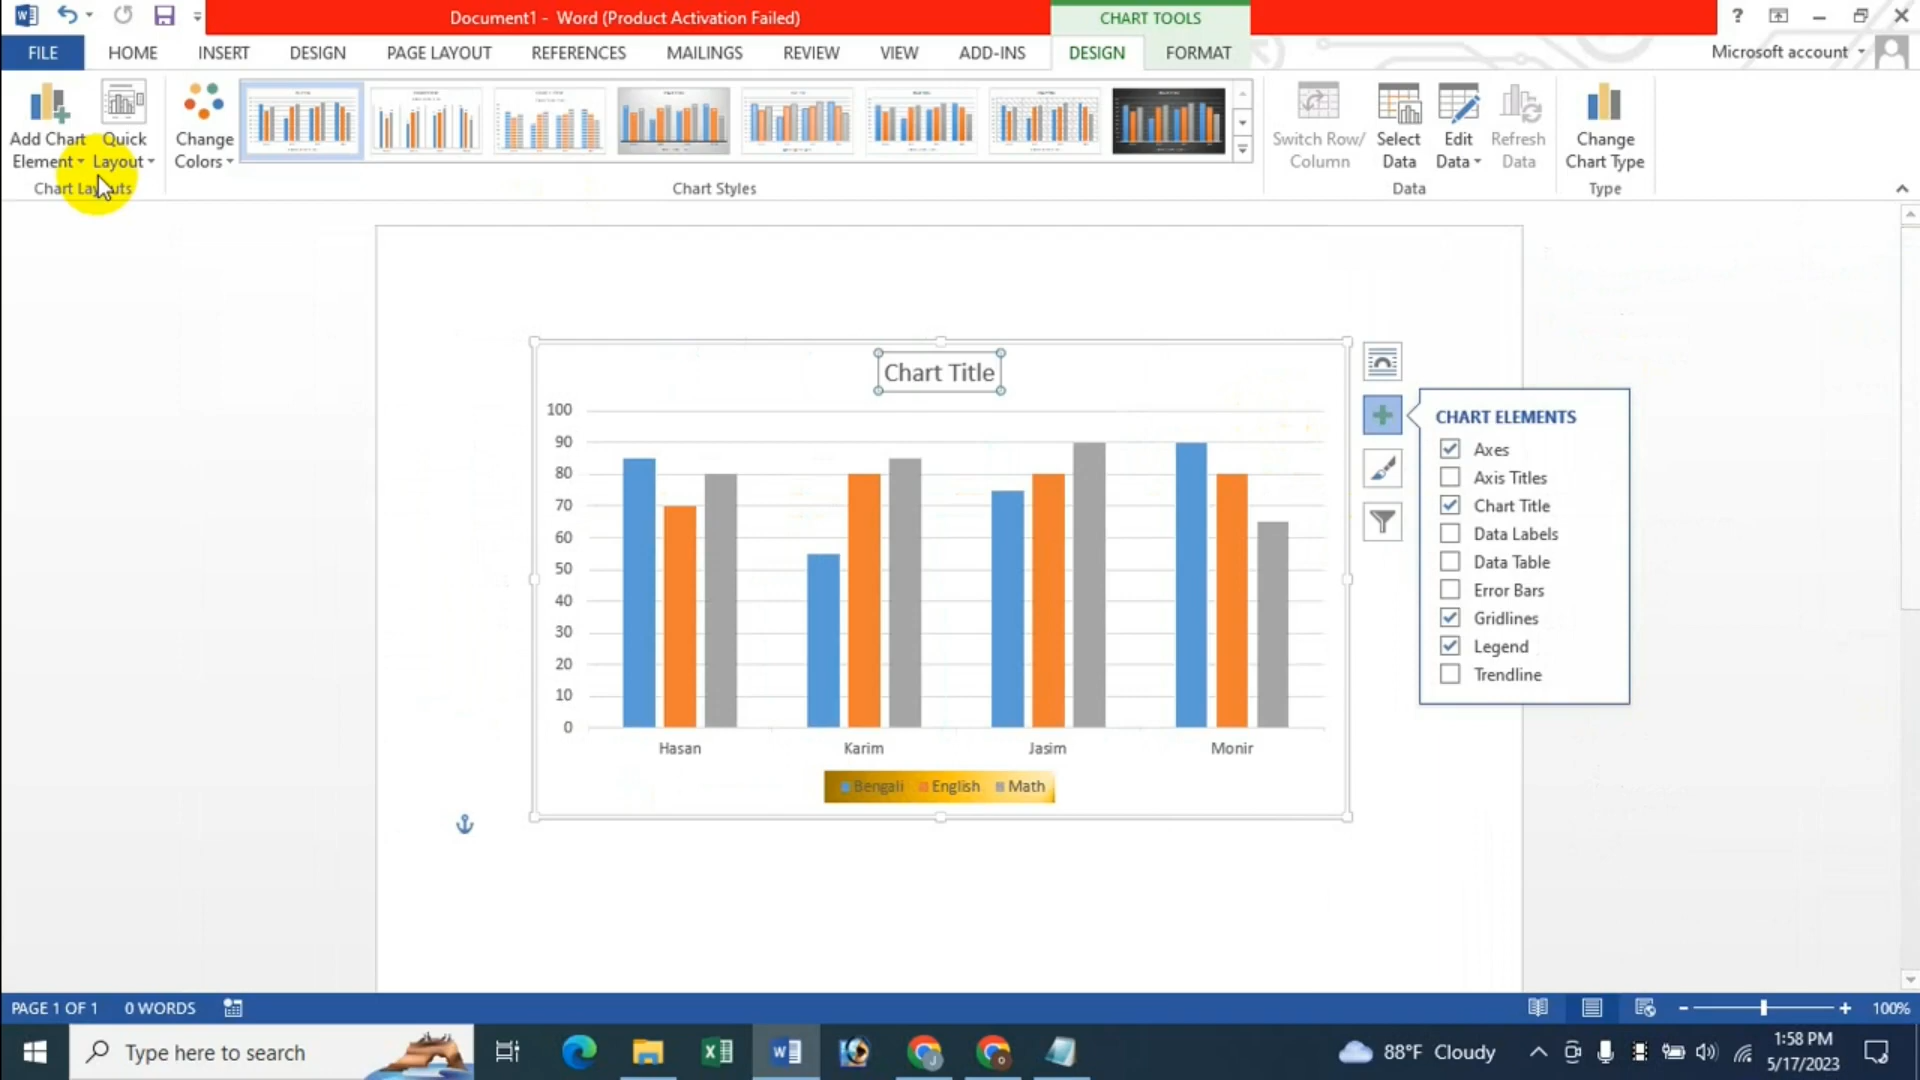 Document1 - Word (Product Activation Failed)
CHART TOOLS
?
FILE
HOME
INSERT
DESIGN
PAGE LAYOUT
REFERENCES
MAILINGS
REVIEW
VIEW
ADD-INS
DESIGN
FORMAT
Microsoft account
Add Chart
Element
Quick
Layout
Change
Colors
Switch Row/
Column
Select
Data
Edit
Data
Refresh
Data
Change
Chart Type
Chart Layouts
Chart Styles
Data
Type
Chart Title
100
90
80
70
60
50
40
30
20
10
0
Hasan
Karim
Jasim
Monir
Bengali
English
Math
CHART ELEMENTS
Axes
Axis Titles
Chart Title
Data Labels
Data Table
Error Bars
Gridlines
Legend
Trendline
PAGE 1 OF 1
0 WORDS
100%
Type here to search
88°F Cloudy
1:58 PM
5/17/2023